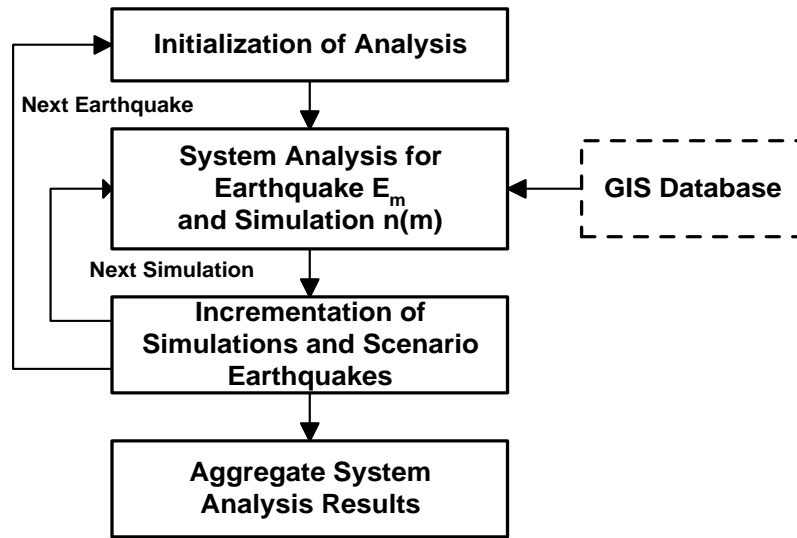 Initialization of Analysis
Next Earthquake
System Analysis for
Earthquake Em
and Simulation n(m)
GIS Database
Next Simulation
Incrementation of
Simulations and Scenario
Earthquakes
Aggregate System
Analysis Results